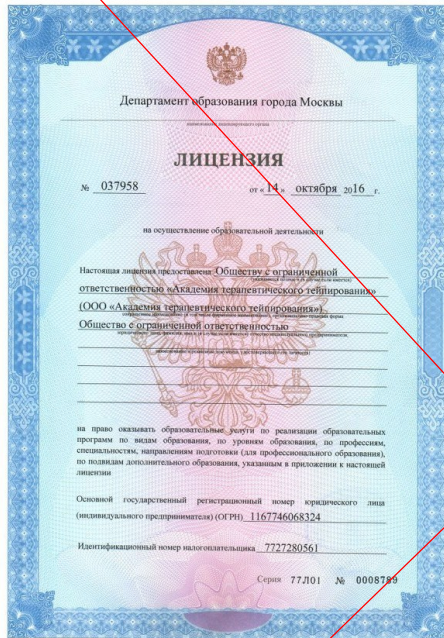 Департамент образования города Москвы
наименование лицензирующего органа
ЛИЦЕНЗИЯ
№ 037958 от « 14 » октября 2016 г.
на осуществление образовательной деятельности
Настоящая лицензия предоставлена Обществу с ограниченной
ответственностью «Академия терапевтического тейпирования»
(ООО «Академия терапевтического тейпирования»),
Общество с ограниченной ответственностью
на право оказывать образовательные услуги по реализации образовательных
программ по видам образования, по уровням образования, по профессиям,
специальностям, направлениям подготовки (для профессионального образования),
по подвидам дополнительного образования, указанным в приложении к настоящей
лицензии
Основной государственный регистрационный номер юридического лица
(индивидуального предпринимателя) (ОГРН) 1167746068324
Идентификационный номер налогоплательщика 7727280561
Серия 77Л01 № 0008789